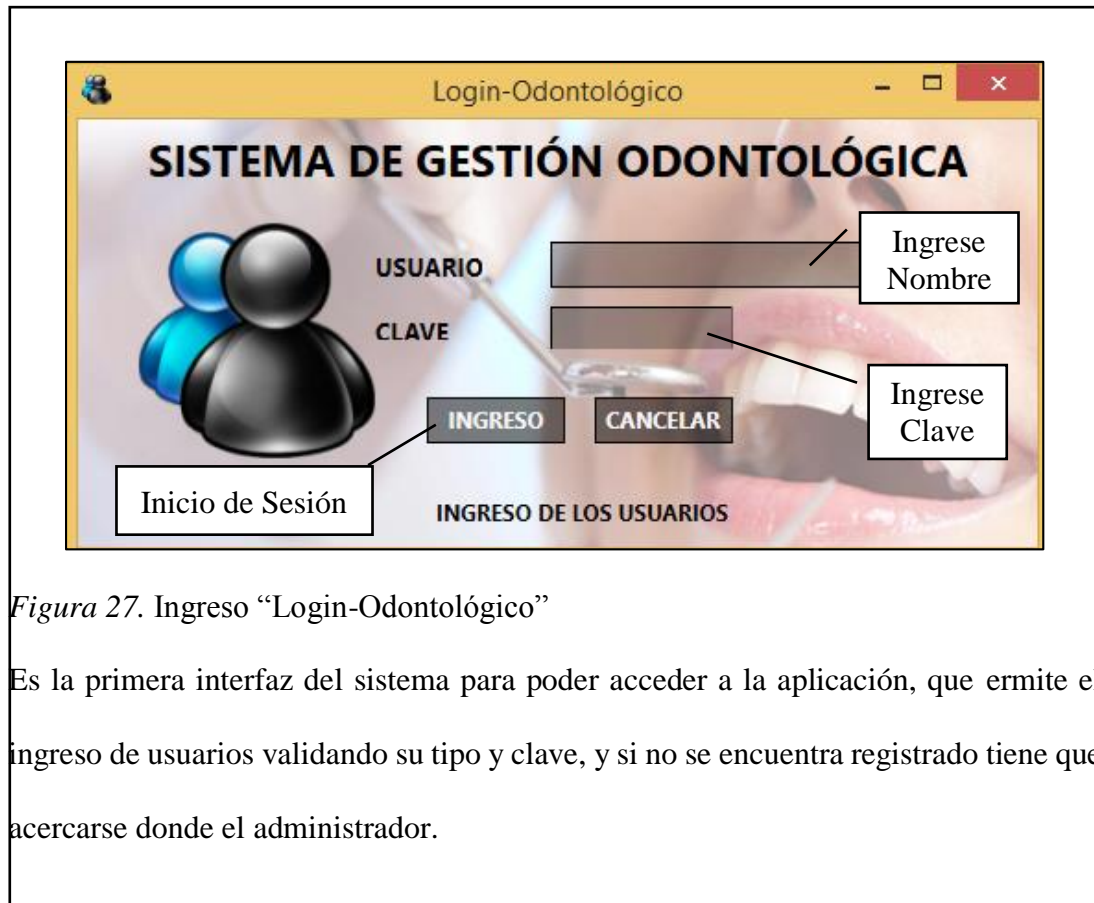 Login-Odontológico
SISTEMA DE GESTIÓN ODONTOLÓGICA
USUARIO
Ingrese
Nombre
CLAVE
Ingrese
Clave
INGRESO
CANCELAR
Inicio de Sesión
INGRESO DE LOS USUARIOS
Figura 27. Ingreso “Login-Odontológico”
Es la primera interfaz del sistema para poder acceder a la aplicación, que ermite el
ingreso de usuarios validando su tipo y clave, y si no se encuentra registrado tiene que
acercarse donde el administrador.